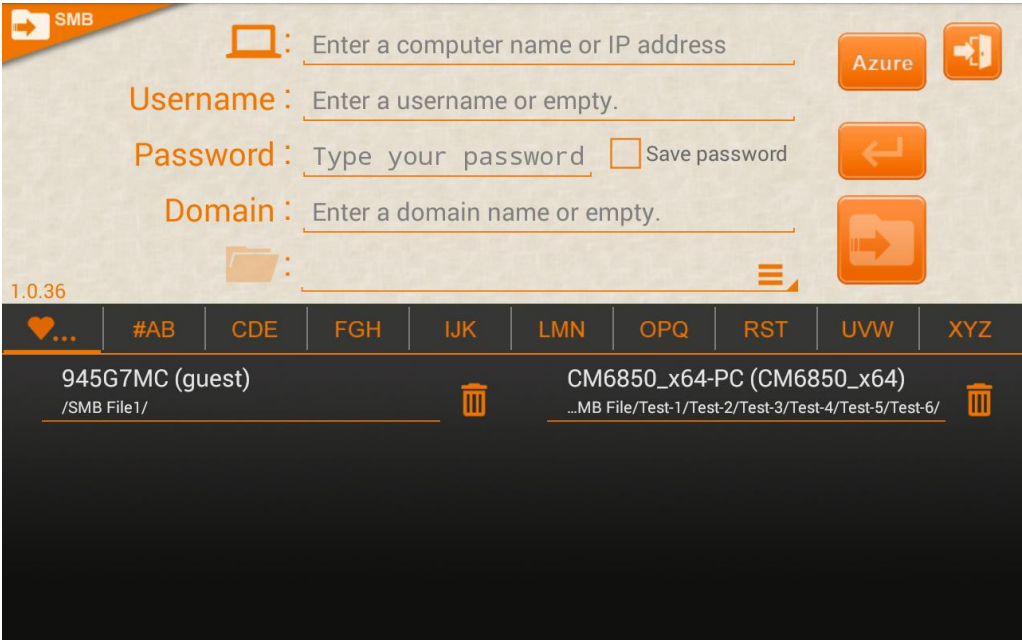 SMB
: Enter a computer name or IP address
Azure
Username : Enter a username or empty.
Password : Type your password Save password
Domain : Enter a domain name or empty.
:
1.0.36
... #AB CDE FGH IJK LMN OPQ RST UVW XYZ
945G7MC (guest)
/SMB File1/
CM6850_x64-PC (CM6850_x64)
...MB File/Test-1/Test-2/Test-3/Test-4/Test-5/Test-6/